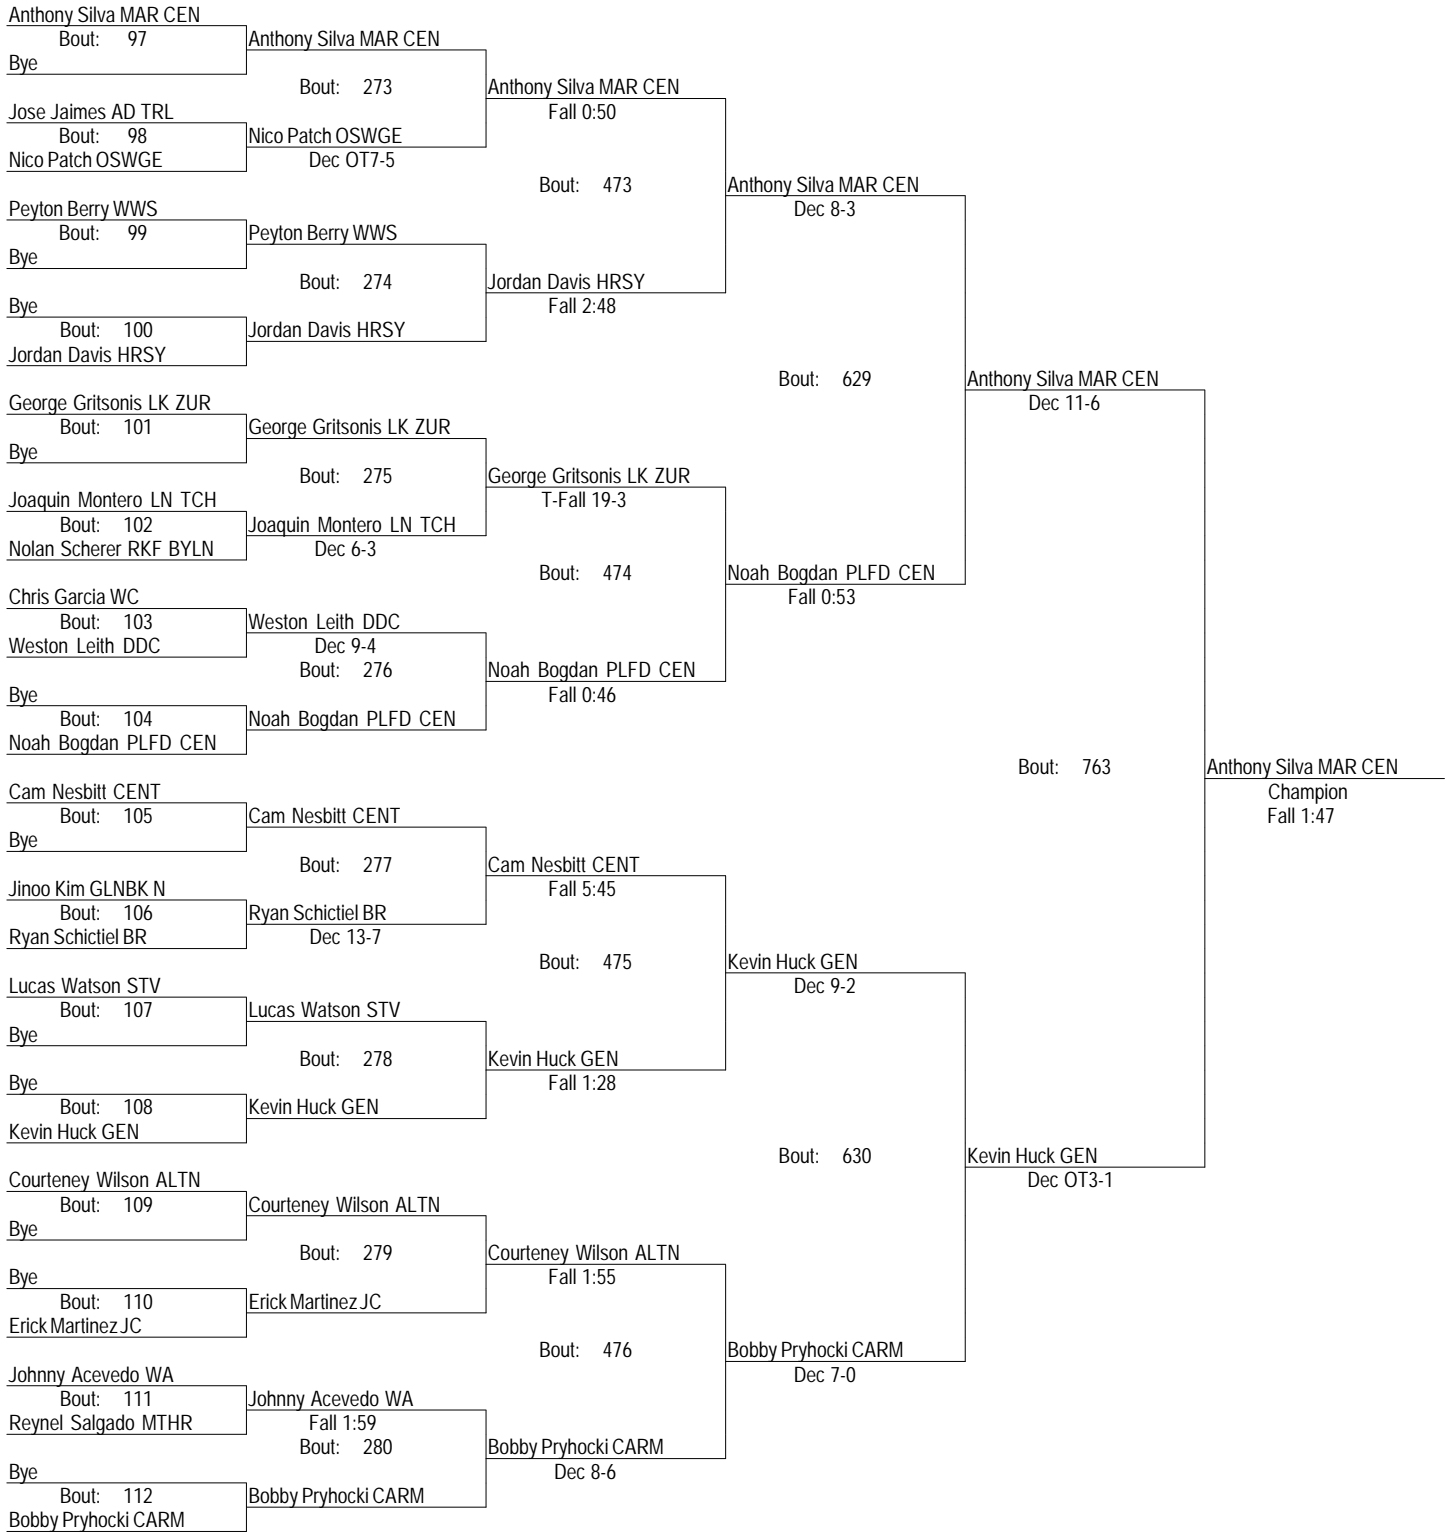 Anthony Silva MAR CEN
Bout: 97 Anthony Silva MAR CEN
Bye
Bout: 273 Anthony Silva MAR CEN
Jose Jaimes AD TRL Fall 0:50
Bout: 98 Nico Patch OSWGE
Nico Patch OSWGE Dec OT7-5
Bout: 473 Anthony Silva MAR CEN
Peyton Berry WWS Dec 8-3
Bout: 99 Peyton Berry WWS
Bye
Bout: 274 Jordan Davis HRSY
Bye Fall 2:48
Bout: 100 Jordan Davis HRSY
Jordan Davis HRSY
Bout: 629 Anthony Silva MAR CEN
George Gritsonis LK ZUR Dec 11-6
Bout: 101 George Gritsonis LK ZUR
Bye
Bout: 275 George Gritsonis LK ZUR
Joaquin Montero LN TCH T-Fall 19-3
Bout: 102 Joaquin Montero LN TCH
Nolan Scherer RKF BYLN Dec 6-3
Bout: 474 Noah Bogdan PLFD CEN
Chris Garcia WC Fall 0:53
Bout: 103 Weston Leith DDC
Weston Leith DDC Dec 9-4
Bout: 276 Noah Bogdan PLFD CEN
Bye Fall 0:46
Bout: 104 Noah Bogdan PLFD CEN
Noah Bogdan PLFD CEN
Bout: 763 Anthony Silva MAR CEN
Cam Nesbitt CENT Champion
Bout: 105 Cam Nesbitt CENT Fall 1:47
Bye
Bout: 277 Cam Nesbitt CENT
Jinoo Kim GLNBK N Fall 5:45
Bout: 106 Ryan Schictiel BR
Ryan Schictiel BR Dec 13-7
Bout: 475 Kevin Huck GEN
Lucas Watson STV Dec 9-2
Bout: 107 Lucas Watson STV
Bye
Bout: 278 Kevin Huck GEN
Bye Fall 1:28
Bout: 108 Kevin Huck GEN
Kevin Huck GEN
Bout: 630 Kevin Huck GEN
Courteney Wilson ALTN Dec OT3-1
Bout: 109 Courteney Wilson ALTN
Bye
Bout: 279 Courteney Wilson ALTN
Bye Fall 1:55
Bout: 110 Erick Martinez JC
Erick Martinez JC
Bout: 476 Bobby Pryhocki CARM
Johnny Acevedo WA Dec 7-0
Bout: 111 Johnny Acevedo WA
Reynel Salgado MTHR Fall 1:59
Bout: 280 Bobby Pryhocki CARM
Bye Dec 8-6
Bout: 112 Bobby Pryhocki CARM
Bobby Pryhocki CARM